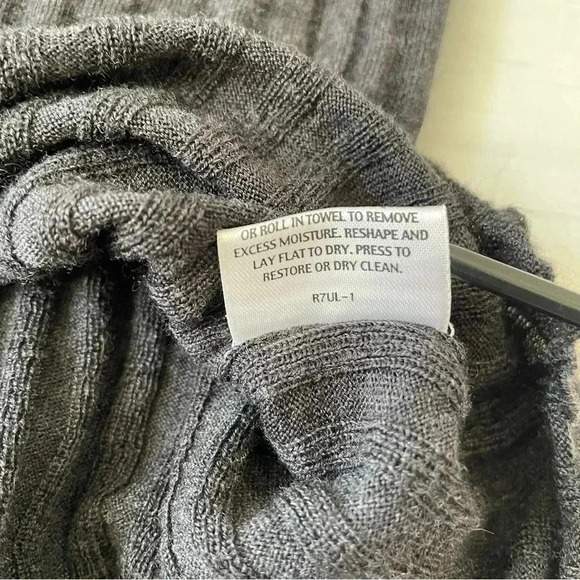 OR ROLL IN TOWEL TO REMOVE
EXCESS MOISTURE. RESHAPE AND
LAY FLAT TO DRY. PRESS TO
RESTORE OR DRY CLEAN.
R7UL-1